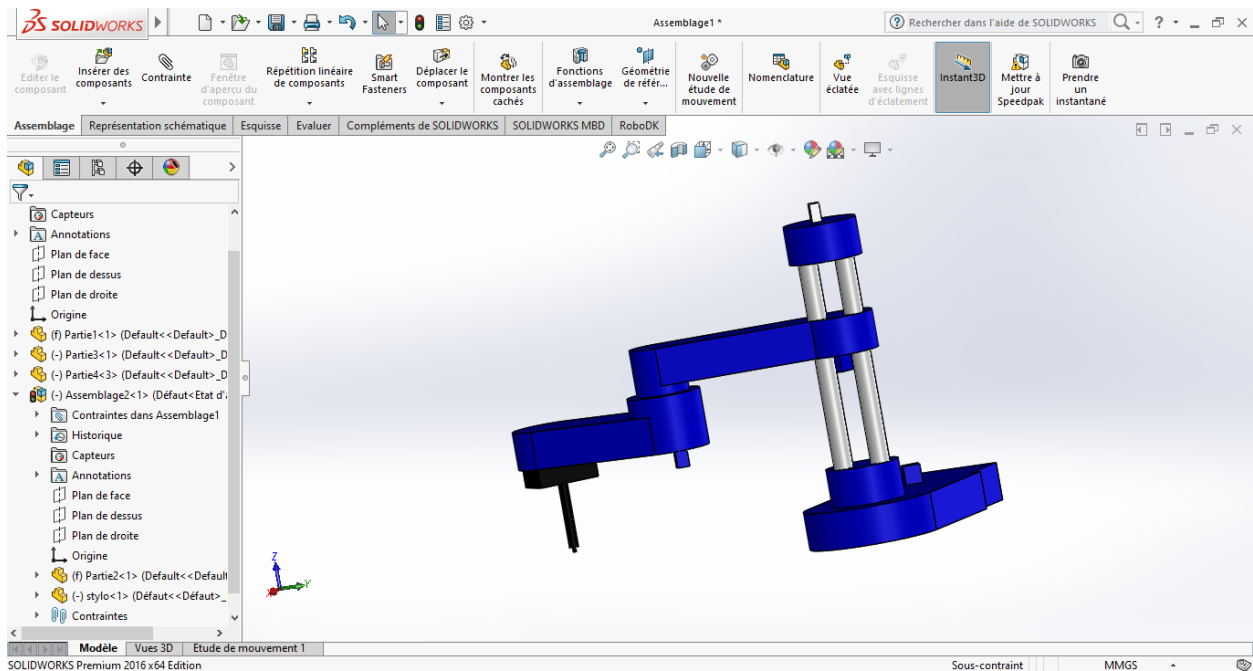 SOLIDWORKS
Assemblage1 *
Rechercher dans l'aide de SOLIDWORKS
?
Editer le composant
Insérer des composants
Contrainte
Fenêtre d'aperçu du composant
Répétition linéaire de composants
Smart Fasteners
Déplacer le composant
Montrer les composants cachés
Fonctions d'assemblage
Géométrie de référ...
Nouvelle étude de mouvement
Nomenclature
Vue éclatée
Esquisse avec lignes d'éclatement
Instant3D
Mettre à jour Speedpak
Prendre un instantané
Assemblage Représentation schématique Esquisse Evaluer Compléments de SOLIDWORKS SOLIDWORKS MBD RoboDK
Capteurs
Annotations
Plan de face
Plan de dessus
Plan de droite
Origine
(f) Partie1<1> (Default<<Default>_D
(-) Partie3<1> (Default<<Default>_D
(-) Partie4<3> (Default<<Default>_D
(-) Assemblage2<1> (Défaut<Etat d'a
Contraintes dans Assemblage1
Historique
Capteurs
Annotations
Plan de face
Plan de dessus
Plan de droite
Origine
(f) Partie2<1> (Default<<Default
(-) stylo<1> (Défaut<<Défaut>_
Contraintes
Z
X
Y
Modèle Vues 3D Etude de mouvement 1
SOLIDWORKS Premium 2016 x64 Edition
Sous-contraint
MMGS